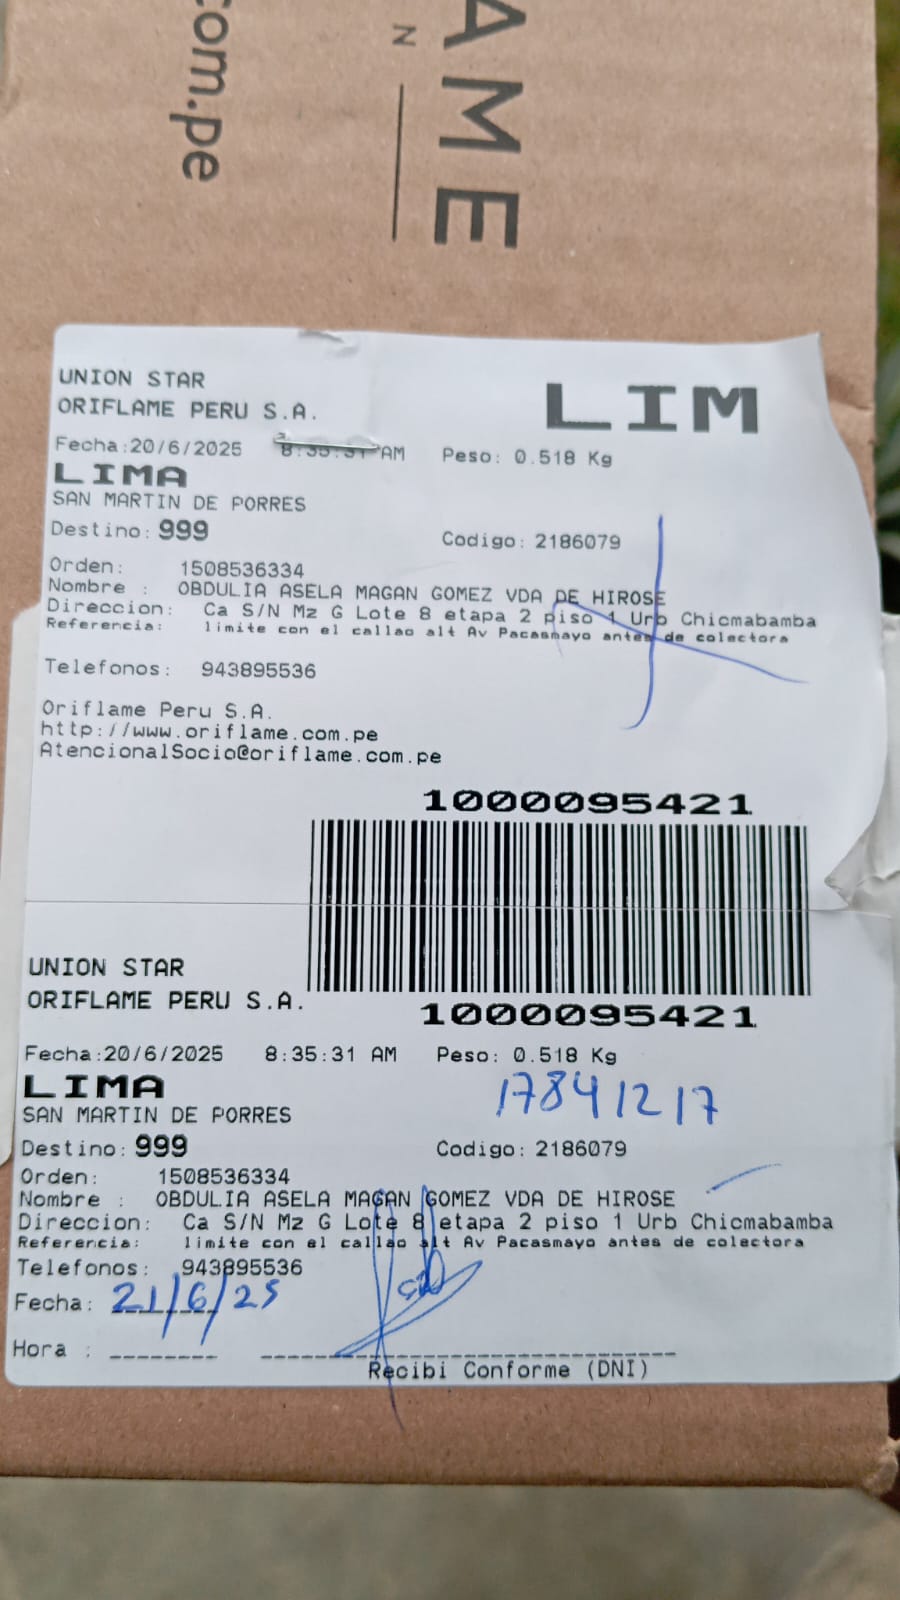 .com.pe
AME
N
UNION STAR
ORIFLAME PERU S.A.
LIM
Fecha:20/6/2025 8:35:31 AM Peso: 0.518 Kg
LIMA
SAN MARTIN DE PORRES
Destino: 999 Codigo: 2186079
Orden: 1508536334
Nombre : OBDULIA ASELA MAGAN GOMEZ VDA DE HIROSE
Direccion: Ca S/N Mz G Lote 8 etapa 2 piso 1 Urb Chicmabamba
Referencia: limite con el callao alt Av Pacasmayo antes de colectora
Telefonos: 943895536
Oriflame Peru S.A.
http://www.oriflame.com.pe
AtencionalSocio@oriflame.com.pe
1000095421
UNION STAR
ORIFLAME PERU S.A.
1000095421
Fecha:20/6/2025 8:35:31 AM Peso: 0.518 Kg
LIMA
17841217
SAN MARTIN DE PORRES
Destino: 999 Codigo: 2186079
Orden: 1508536334
Nombre : OBDULIA ASELA MAGAN GOMEZ VDA DE HIROSE
Direccion: Ca S/N Mz G Lote 8 etapa 2 piso 1 Urb Chicmabamba
Referencia: limite con el callao alt Av Pacasmayo antes de colectora
Telefonos: 943895536
Fecha: 21/6/25
Hora :
Recibi Conforme (DNI)